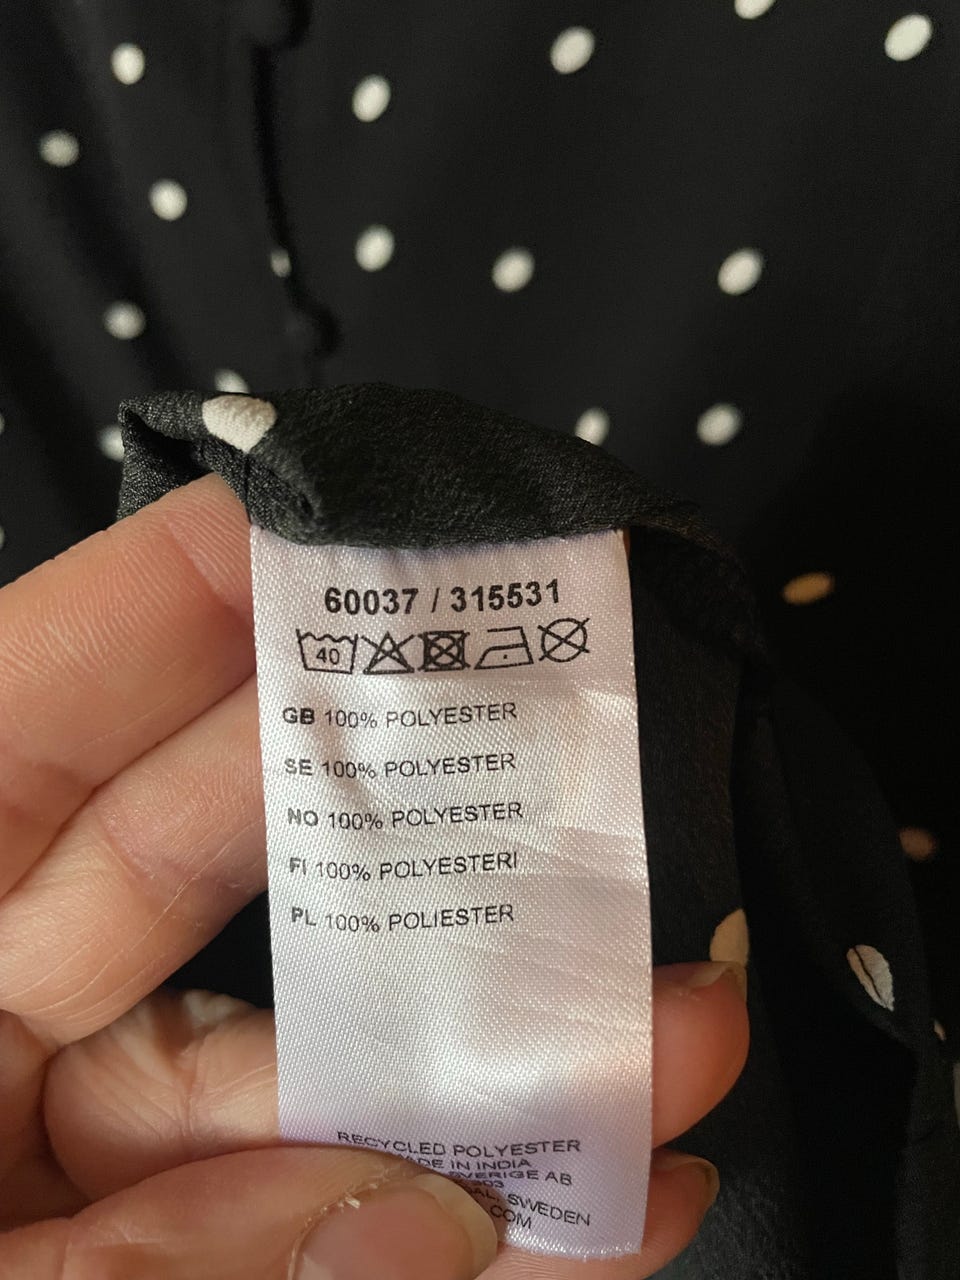 60037 / 315531
40
GB 100% POLYESTER
SE 100% POLYESTER
NO 100% POLYESTER
FI 100% POLYESTERI
PL 100% POLIESTER
RECYCLED POLYESTER
IN INDIA
AB
SWEDEN